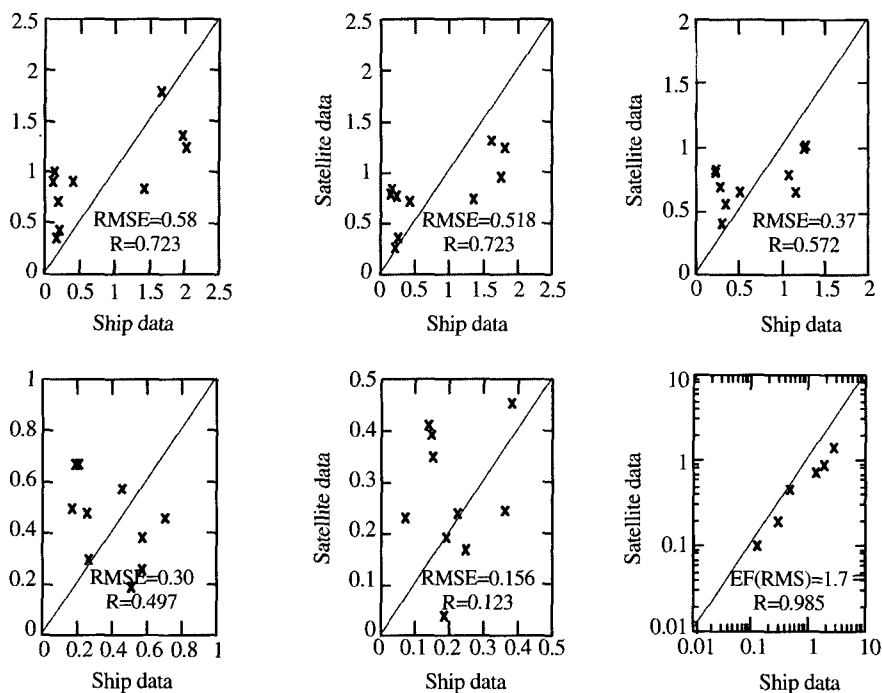 2.5
2
1.5
1
0.5
0
RMSE=0.58
R=0.723
0 0.5 1 1.5 2 2.5
Ship data
Satellite data
2.5
2
1.5
1
0.5
0
RMSE=0.518
R=0.723
0 0.5 1 1.5 2 2.5
Ship data
Satellite data
2
1.5
1
0.5
0
RMSE=0.37
R=0.572
0 0.5 1 1.5 2
Ship data
1
0.8
0.6
0.4
0.2
0
RMSE=0.30
R=0.497
0 0.2 0.4 0.6 0.8 1
Ship data
Satellite data
0.5
0.4
0.3
0.2
0.1
0
RMSE=0.156
R=0.123
0 0.1 0.2 0.3 0.4 0.5
Ship data
Satellite data
10
1
0.1
0.01
EF(RMS)=1.7
R=0.985
0.01 0.1 1 10
Ship data